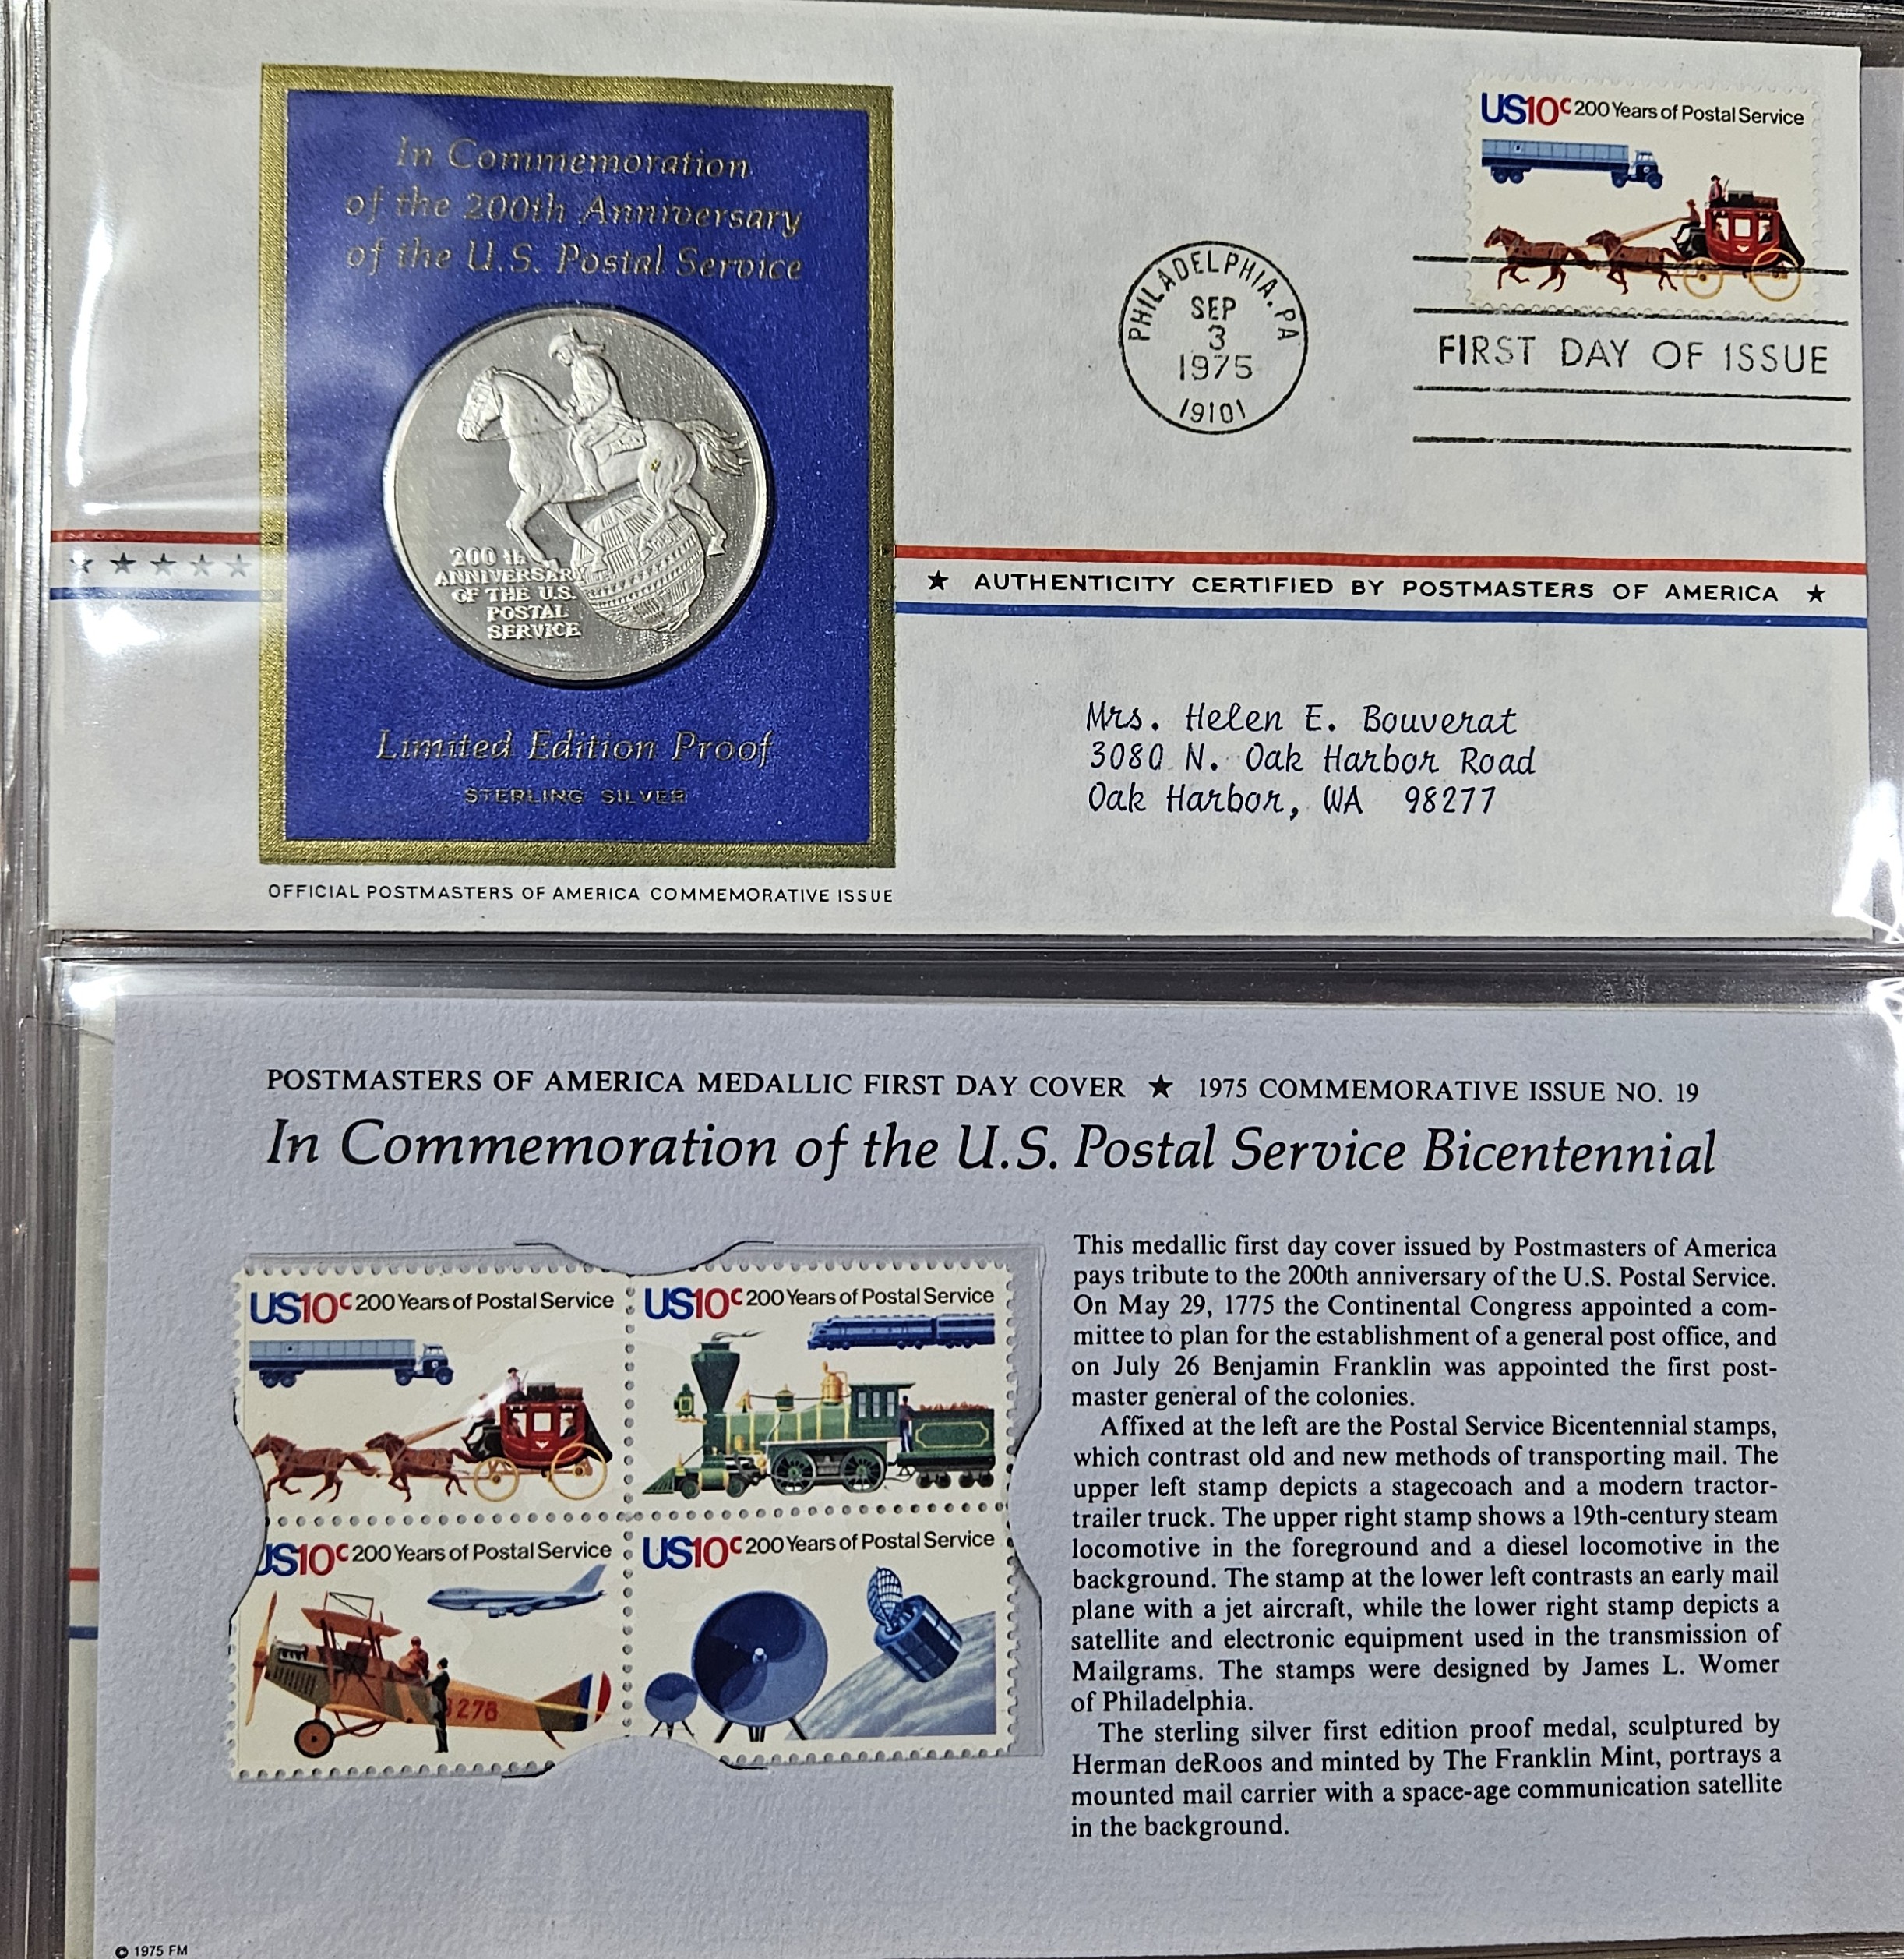 In Commemoration
of the 200th Anniversary
of the U.S. Postal Service
200 th
ANNIVERSARY
OF THE U.S.
POSTAL
SERVICE
Limited Edition Proof
STERLING SILVER
OFFICIAL POSTMASTERS OF AMERICA COMMEMORATIVE ISSUE
US10c 200 Years of Postal Service
PHILADELPHIA, PA
SEP
3
1975
19101
FIRST DAY OF ISSUE
★ AUTHENTICITY CERTIFIED BY POSTMASTERS OF AMERICA ★
Mrs. Helen E. Bouverat
3080 N. Oak Harbor Road
Oak Harbor, WA 98277
POSTMASTERS OF AMERICA MEDALLIC FIRST DAY COVER ★ 1975 COMMEMORATIVE ISSUE NO. 19
In Commemoration of the U.S. Postal Service Bicentennial
US10c 200 Years of Postal Service
US10c 200 Years of Postal Service
US10c 200 Years of Postal Service
US10c 200 Years of Postal Service
This medallic first day cover issued by Postmasters of America
pays tribute to the 200th anniversary of the U.S. Postal Service.
On May 29, 1775 the Continental Congress appointed a com-
mittee to plan for the establishment of a general post office, and
on July 26 Benjamin Franklin was appointed the first post-
master general of the colonies.
Affixed at the left are the Postal Service Bicentennial stamps,
which contrast old and new methods of transporting mail. The
upper left stamp depicts a stagecoach and a modern tractor-
trailer truck. The upper right stamp shows a 19th-century steam
locomotive in the foreground and a diesel locomotive in the
background. The stamp at the lower left contrasts an early mail
plane with a jet aircraft, while the lower right stamp depicts a
satellite and electronic equipment used in the transmission of
Mailgrams. The stamps were designed by James L. Womer
of Philadelphia.
The sterling silver first edition proof medal, sculptured by
Herman deRoos and minted by The Franklin Mint, portrays a
mounted mail carrier with a space-age communication satellite
in the background.
© 1975 FM